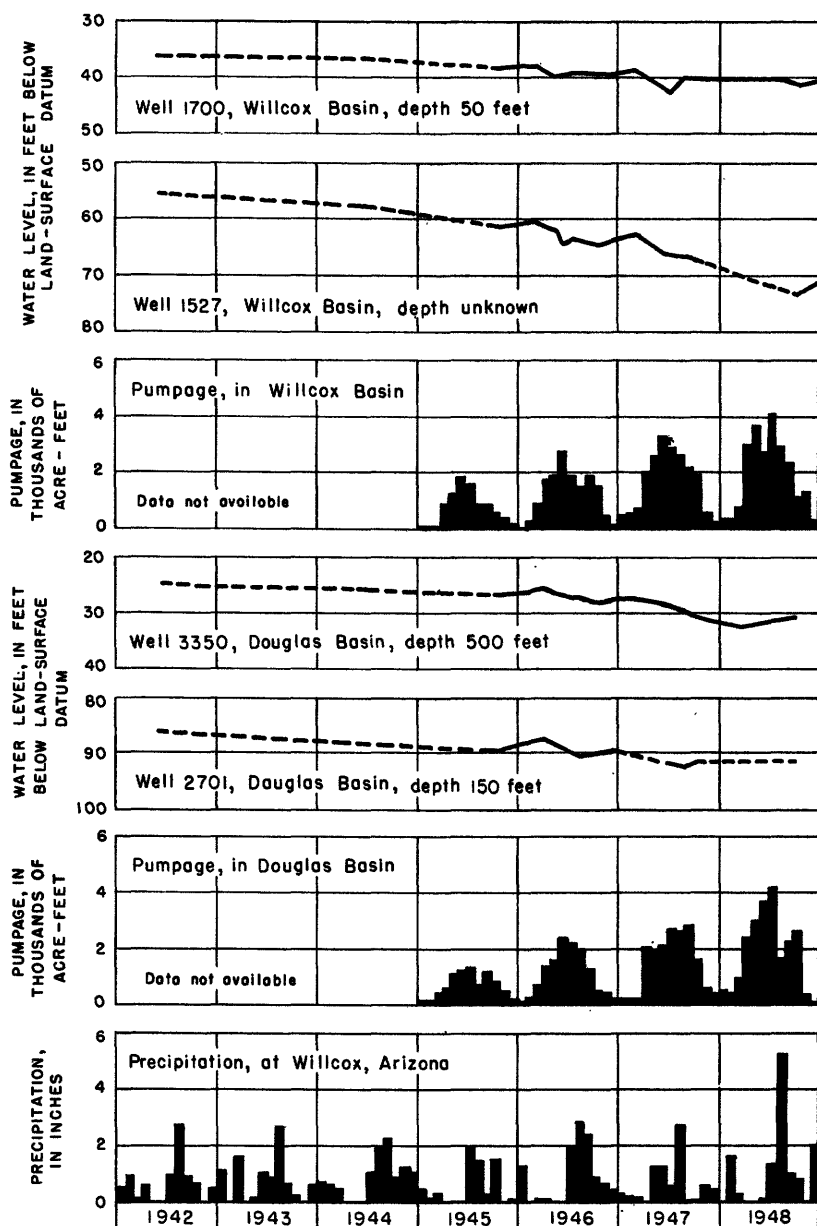 WATER LEVEL, IN FEET BELOW
LAND-SURFACE DATUM
30
40
50
Well 1700, Willcox Basin, depth 50 feet
50
60
70
80
Well 1527, Willcox Basin, depth unknown
PUMPAGE, IN
THOUSANDS OF
ACRE-FEET
6
4
2
0
Pumpage, in Willcox Basin
Data not available
WATER LEVEL, IN FEET
BELOW LAND-SURFACE
DATUM
20
30
40
Well 3350, Douglas Basin, depth 500 feet
80
90
100
Well 2701, Dauglas Basin, depth 150 feet
PUMPAGE, IN
THOUSANDS OF
ACRE-FEET
6
4
2
0
Pumpage, in Douglas Basin
Data not available
PRECIPITATION,
IN INCHES
6
4
2
0
Precipitation, at Willcox, Arizona
1942 1943 1944 1945 1946 1947 1948